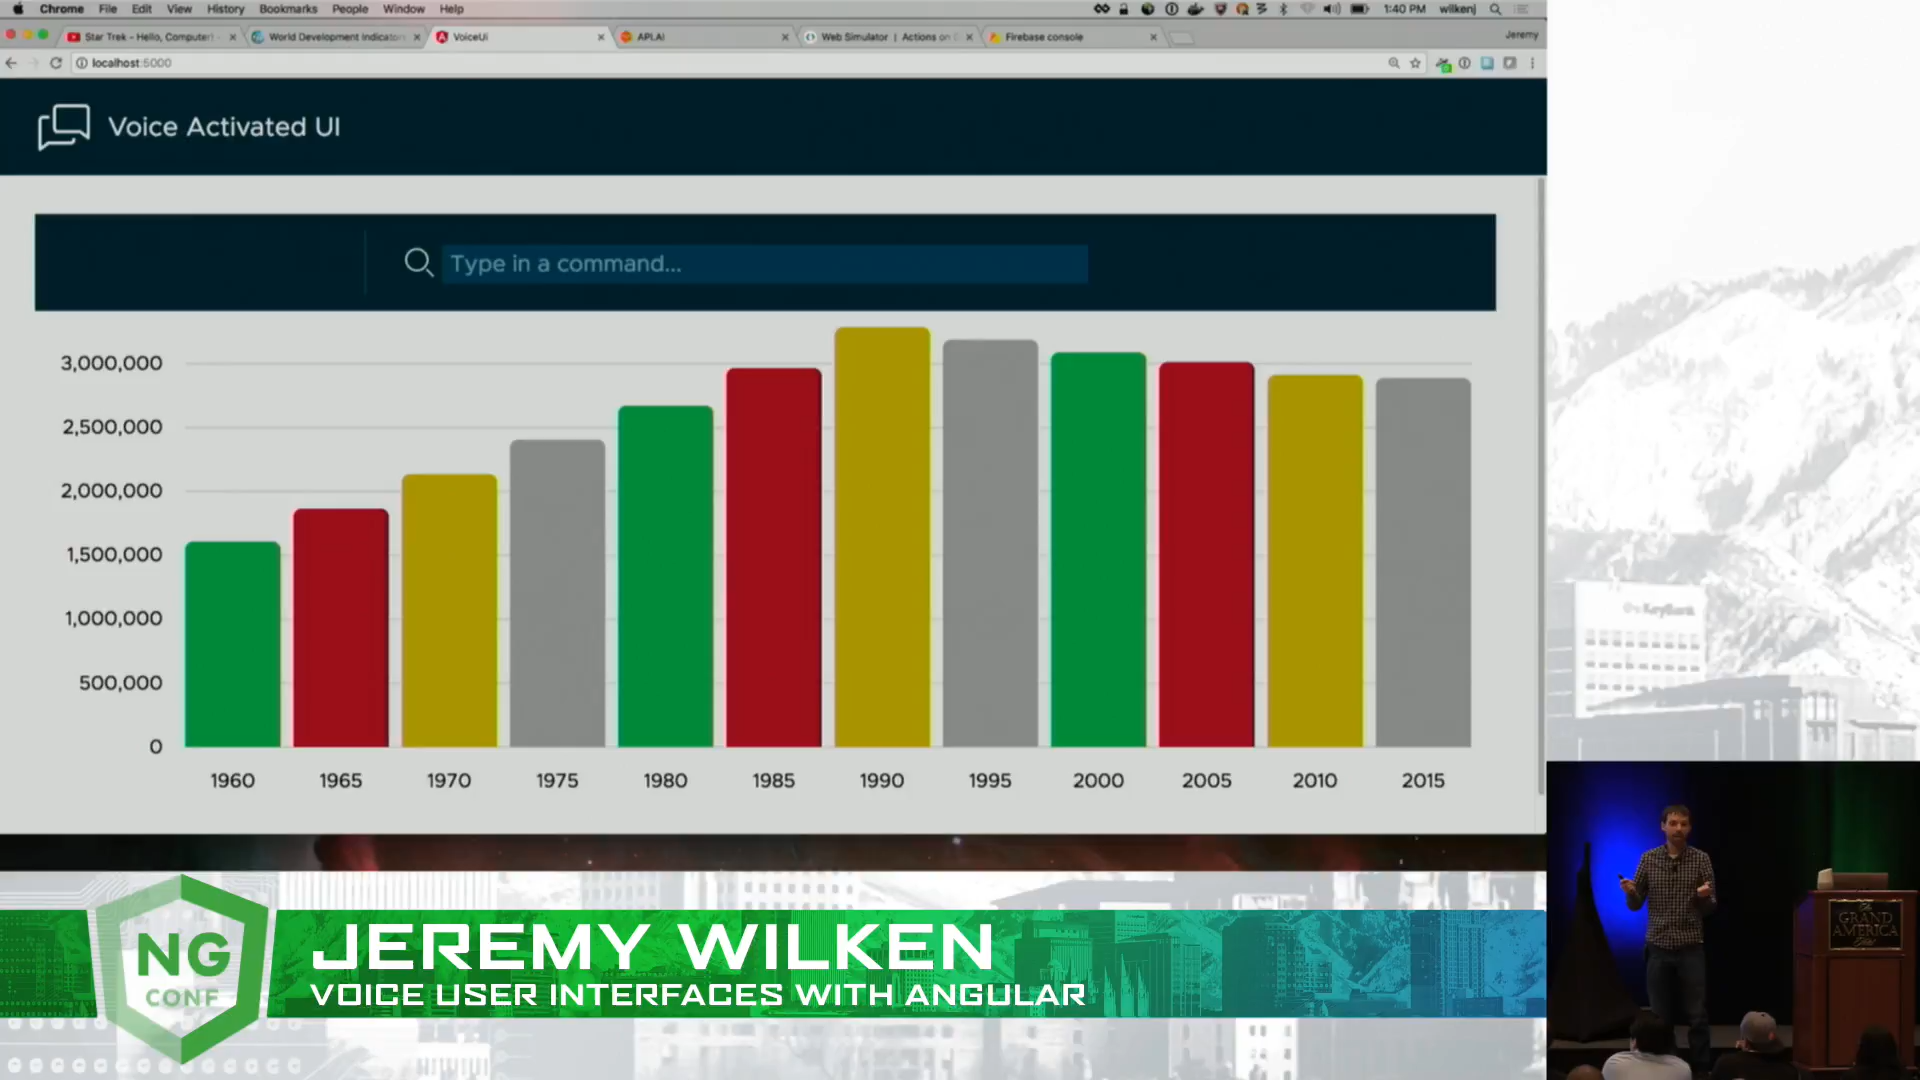 Chrome File Edit View History Bookmarks People Window Help
1:40 PM wilkenj
Star Trek - Hello, Computer!
World Development Indicators
VoiceUi
API.AI
Web Simulator | Actions on
Firebase console
Jeremy
localhost:5000
Voice Activated UI
Type in a command...
3,000,000
2,500,000
2,000,000
1,500,000
1,000,000
500,000
0
1960 1965 1970 1975 1980 1985 1990 1995 2000 2005 2010 2015
KeyBank
NG
CONF
JEREMY WILKEN
VOICE USER INTERFACES WITH ANGULAR
The
GRAND
AMERICA
Hotel